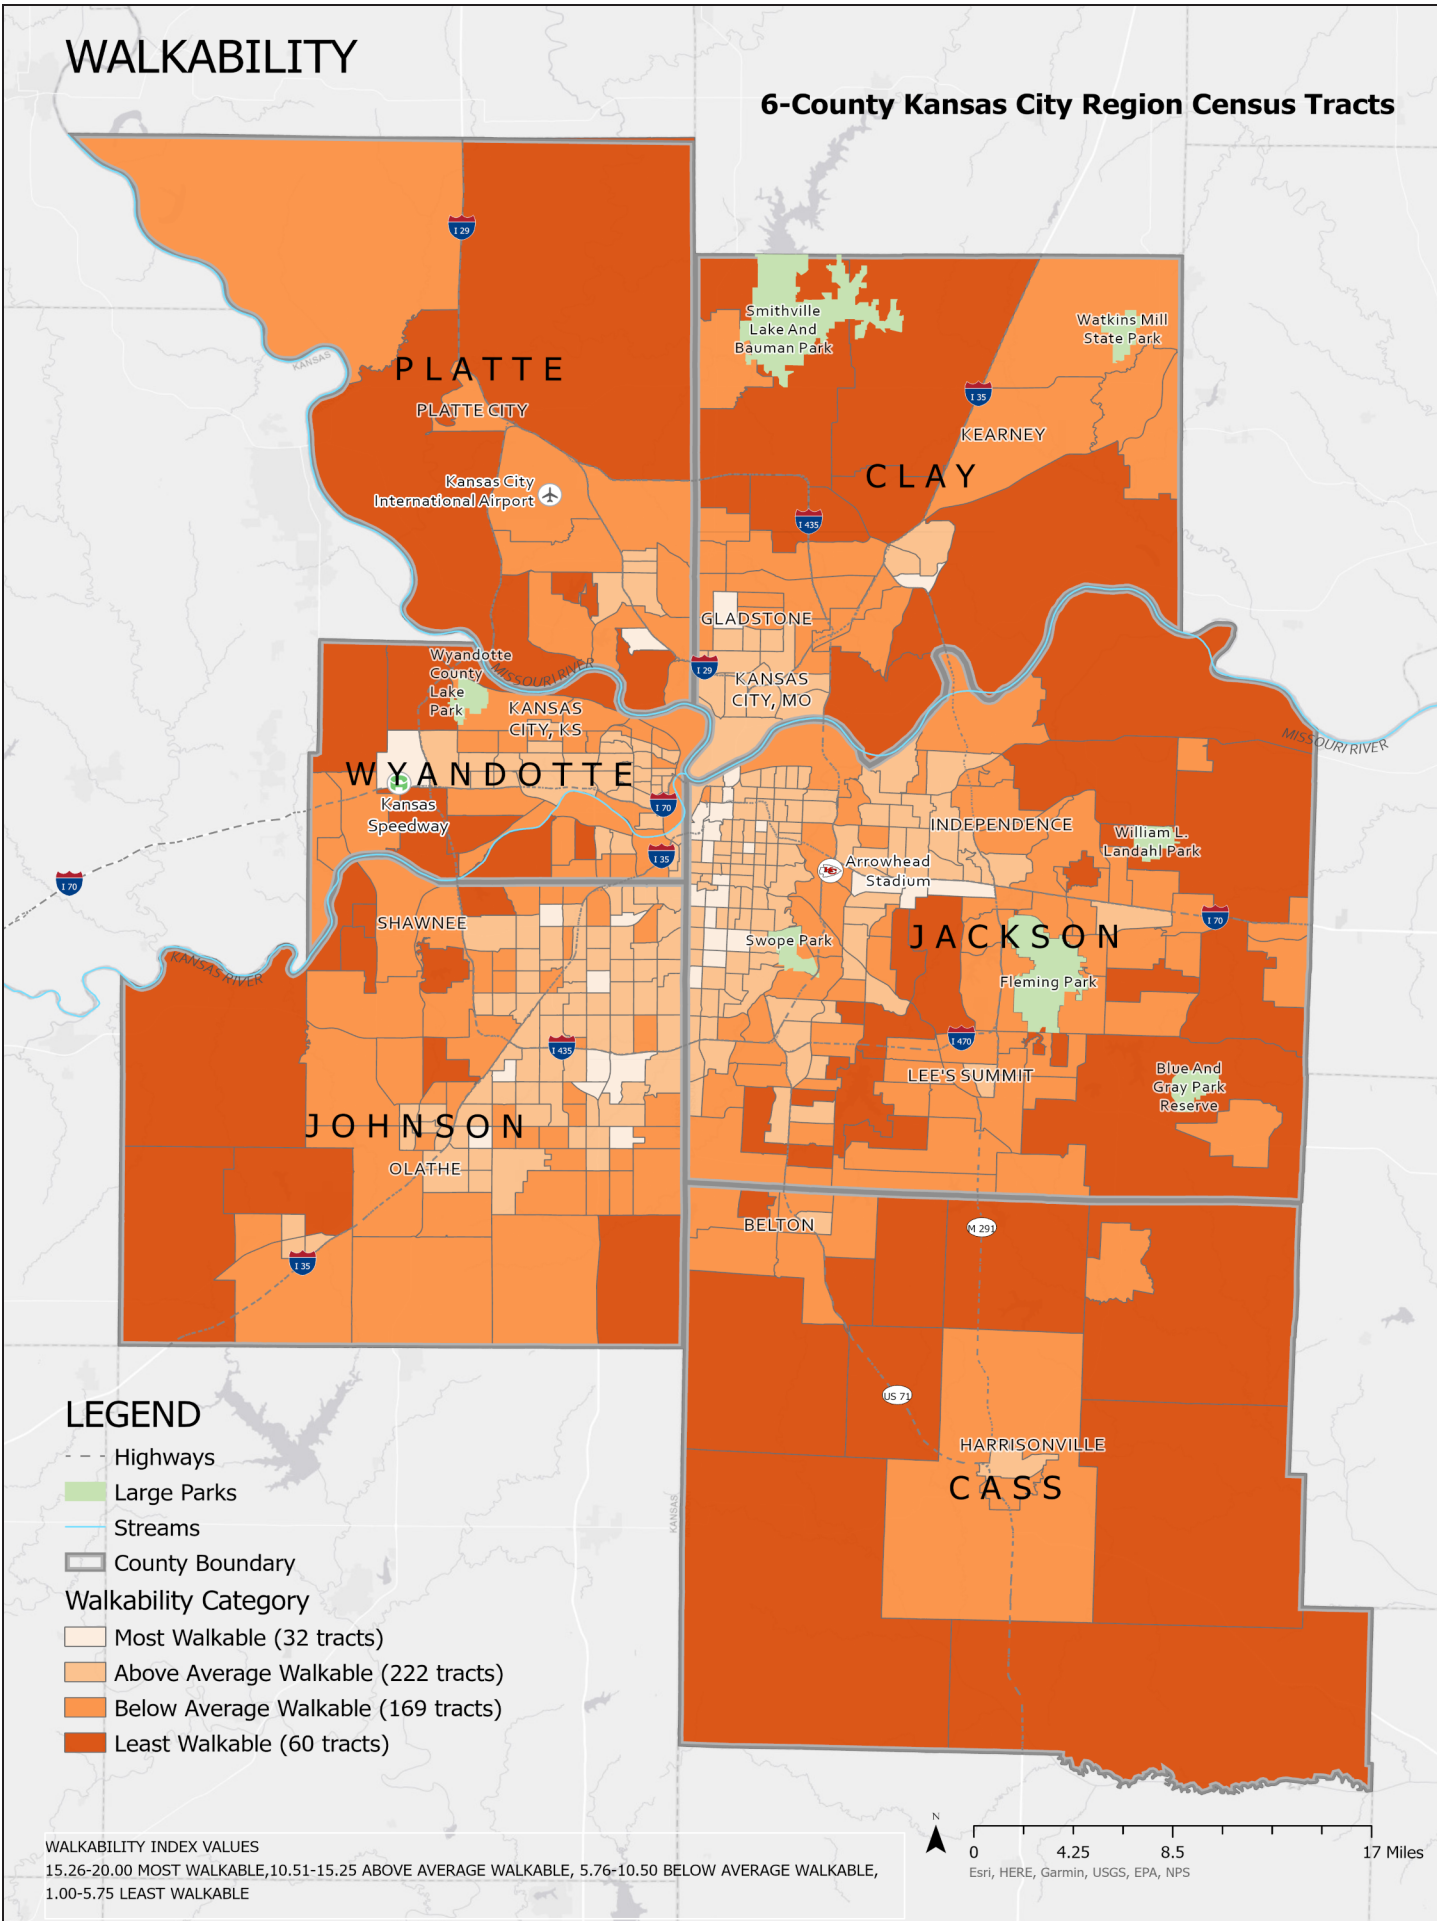 WALKABILITY
6-County Kansas City Region Census Tracts
I 29
KANSAS
PLATTE
PLATTE CITY
Kansas City
International Airport
Smithville
Lake And
Bauman Park
Watkins Mill
State Park
I 35
KEARNEY
CLAY
I 435
GLADSTONE
I 29
KANSAS
CITY, MO
MISSOURI RIVER
Wyandotte
County
Lake
Park
KANSAS
CITY, KS
WYANDOTTE
Kansas
Speedway
I 70
I 35
I 70
MISSOURI RIVER
INDEPENDENCE
William L.
Landahl Park
Arrowhead
Stadium
I 70
JACKSON
Swope Park
Fleming Park
SHAWNEE
KANSAS RIVER
I 435
I 470
LEE'S SUMMIT
Blue And
Gray Park
Reserve
JOHNSON
OLATHE
I 35
BELTON
M 291
US 71
HARRISONVILLE
CASS
KANSAS
LEGEND
Highways
Large Parks
Streams
County Boundary
Walkability Category
Most Walkable (32 tracts)
Above Average Walkable (222 tracts)
Below Average Walkable (169 tracts)
Least Walkable (60 tracts)
WALKABILITY INDEX VALUES
15.26-20.00 MOST WALKABLE,10.51-15.25 ABOVE AVERAGE WALKABLE, 5.76-10.50 BELOW AVERAGE WALKABLE,
1.00-5.75 LEAST WALKABLE
N
0 4.25 8.5 17 Miles
Esri, HERE, Garmin, USGS, EPA, NPS